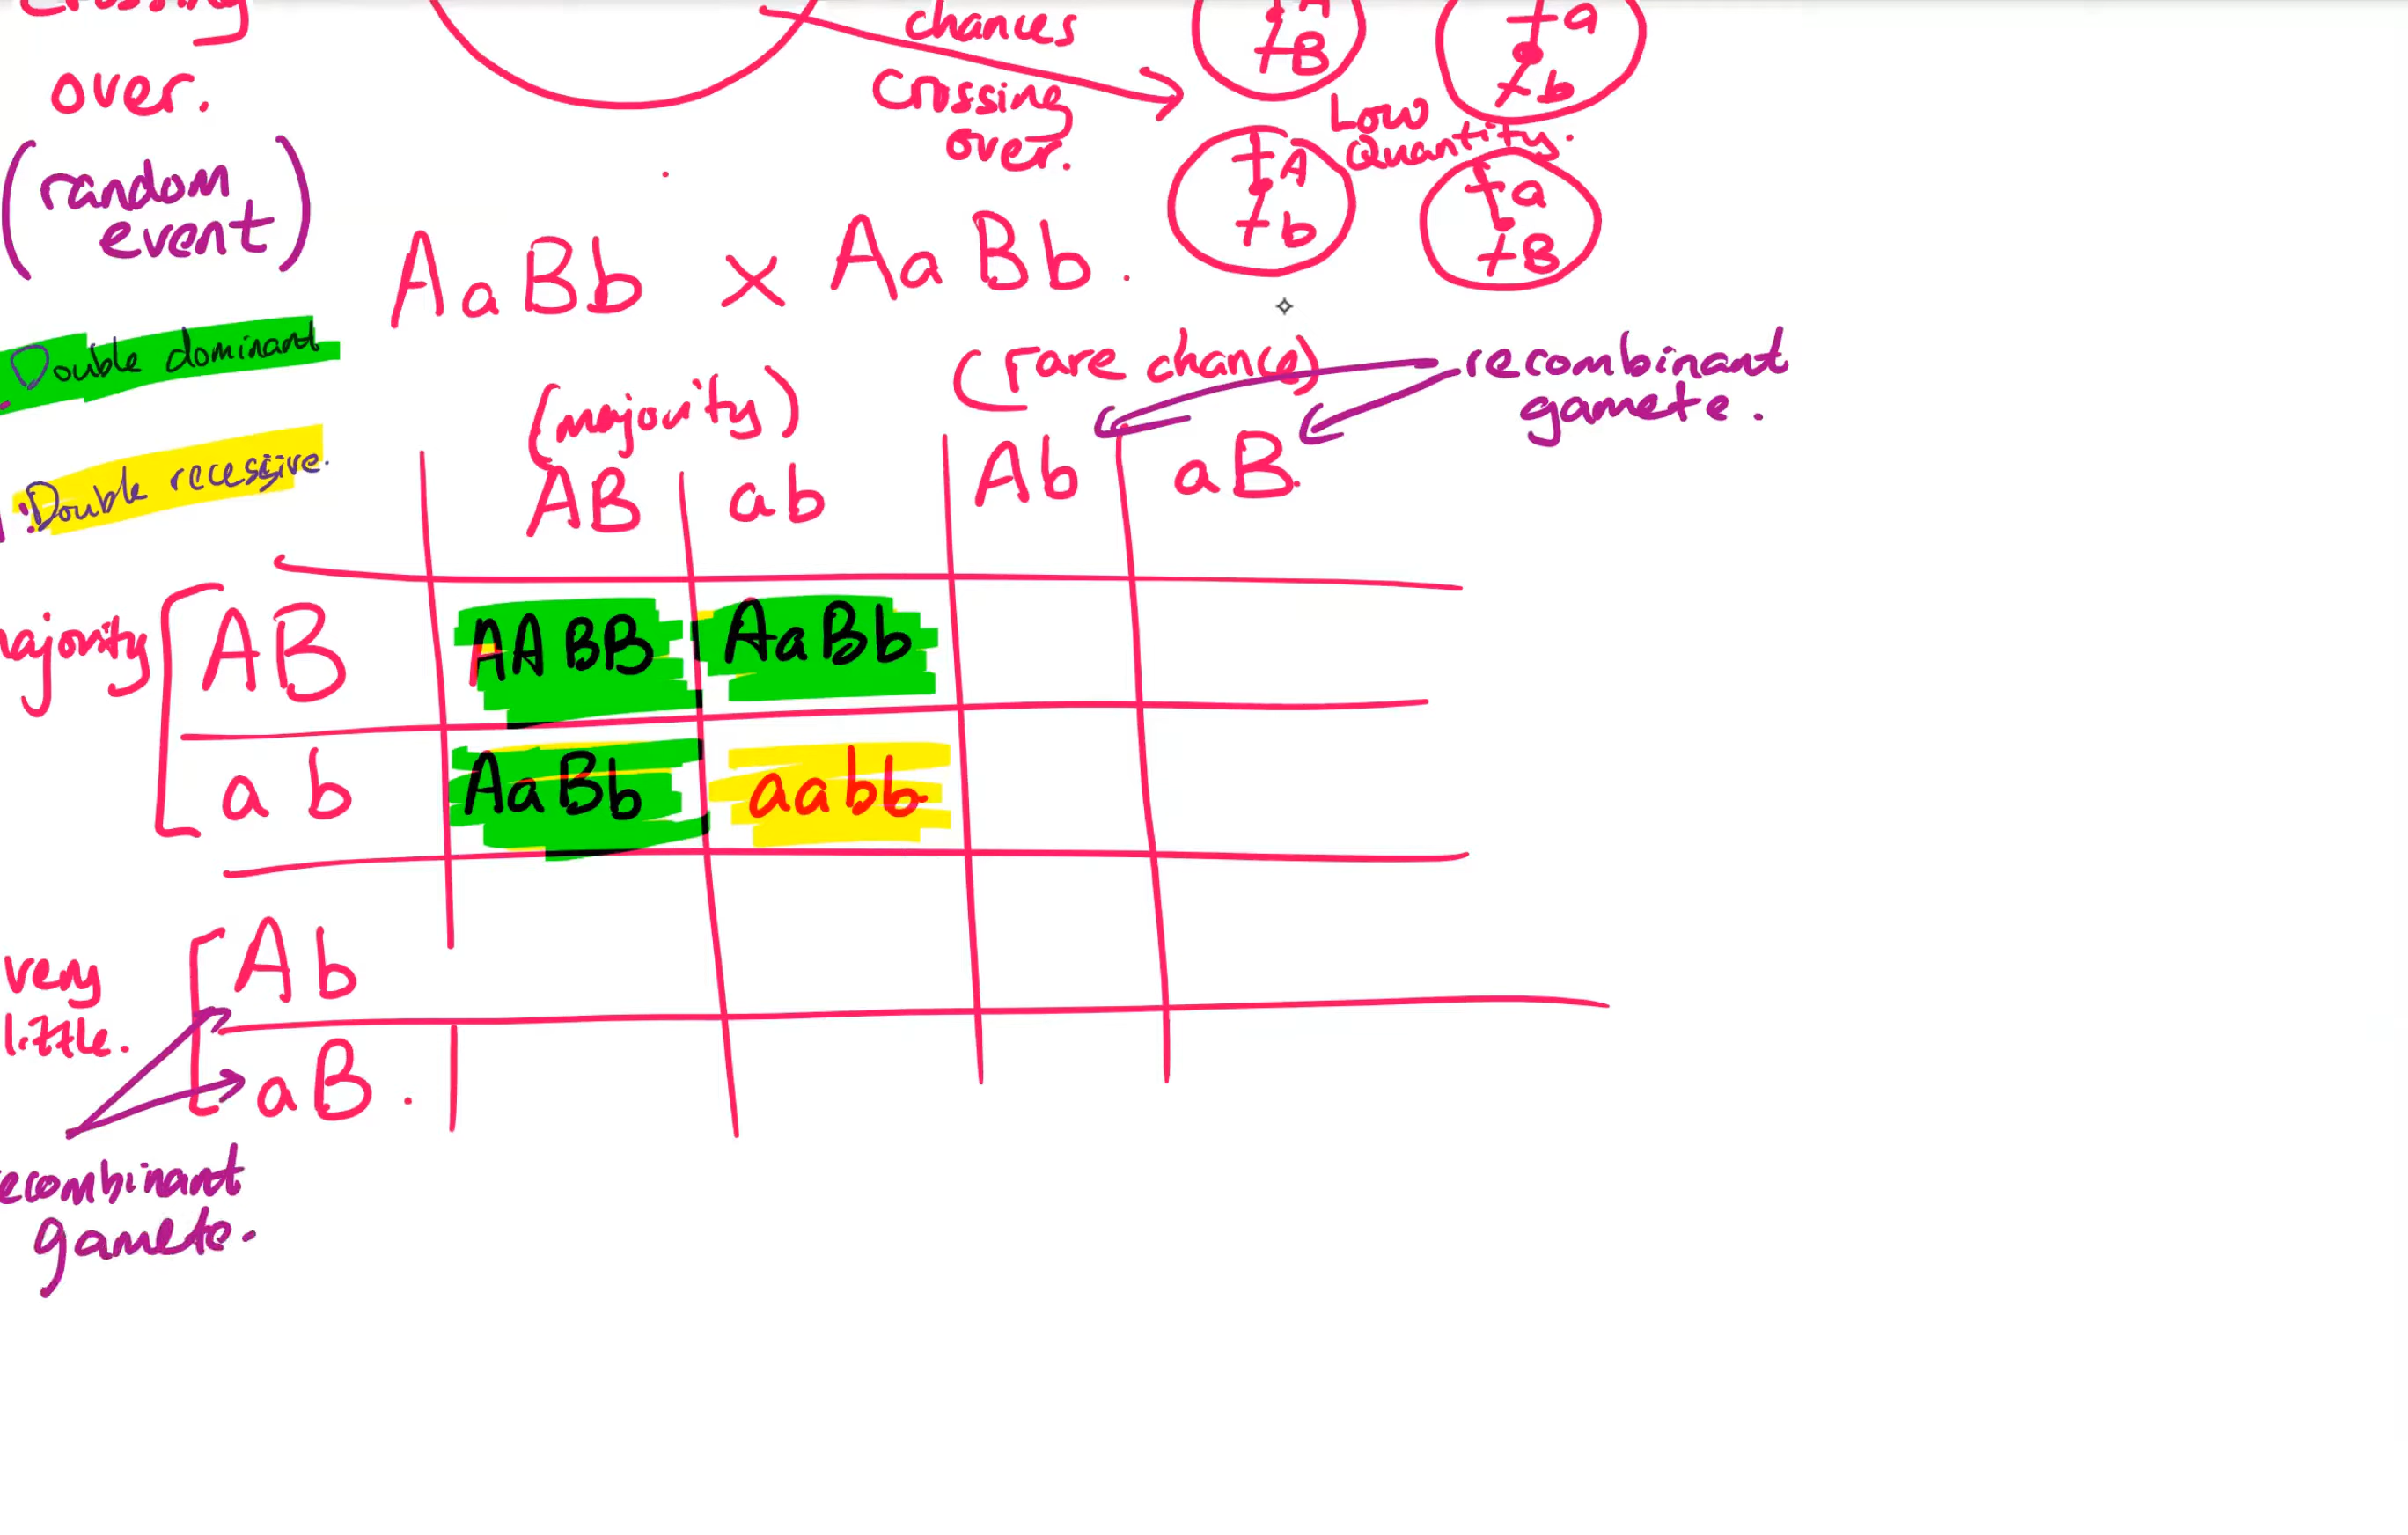 crossing
over.
(random
event)
chances
crossing
over.
A
B
a
b
Low
Quantity.
A
b
a
B
AaBb x AaBb.
Double dominant
Double recessive.
(majority)
(rare chance)
recombinant
gamete.
AB ab Ab aB.
majority
AB AABB AaBb
ab AaBb aabb
very
little.
Ab
aB.
recombinant
gamete.